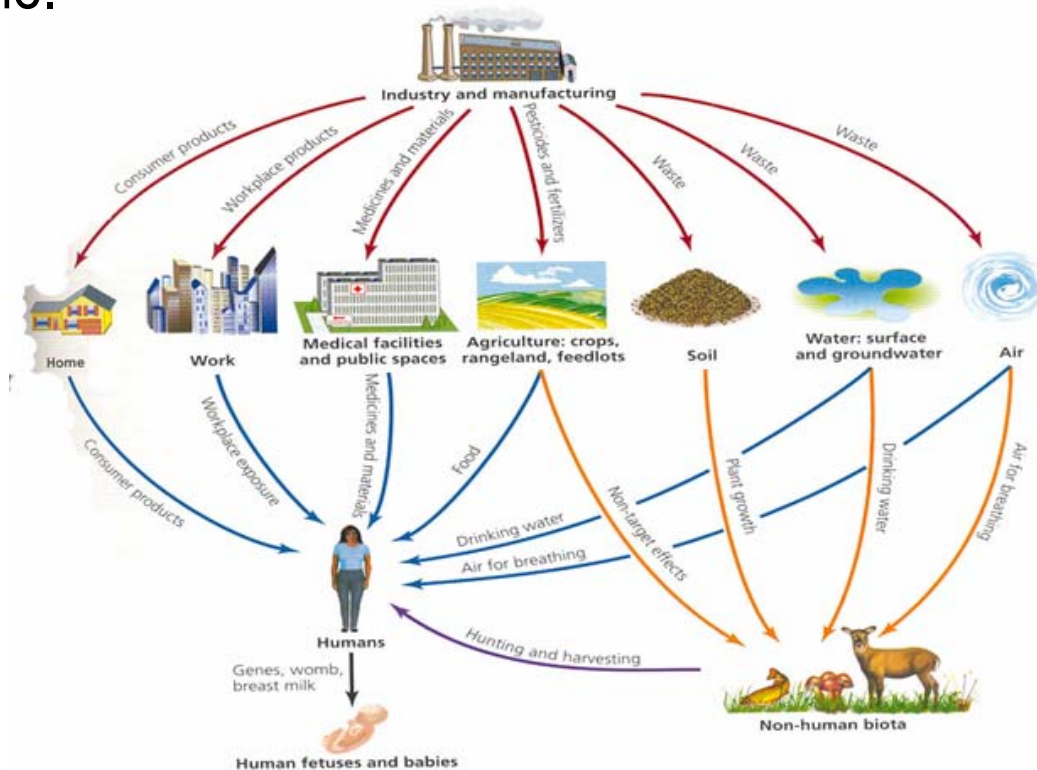 Industry and manufacturing
Consumer products
Workplace products
Medicines and materials
Pesticides and fertilizers
Waste
Waste
Waste
Home
Work
Medical facilities
and public spaces
Agriculture: crops,
rangeland, feedlots
Soil
Water: surface
and groundwater
Air
Consumer products
Workplace exposure
Medicines and materials
Food
Drinking water
Air for breathing
Non-target effects
Plant growth
Drinking water
Air for breathing
Humans
Hunting and harvesting
Genes, womb,
breast milk
Non-human biota
Human fetuses and babies